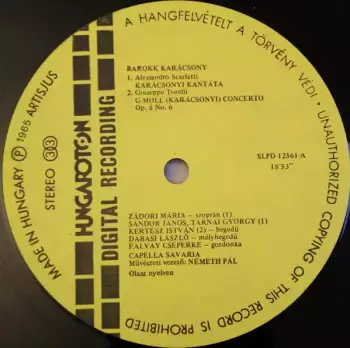 A HANGFELVÉTELT A TÖRVÉNY VÉDI · UNAUTHORIZED COPYING OF THIS RECORD IS PROHIBITED
MADE IN HUNGARY Ⓟ 1985 ARTISJUS
STEREO 33
HUNGAROTON
DIGITAL RECORDING
BAROKK KARÁCSONY
1. Alessandro Scarlatti
KARÁCSONYI KANTÁTA
2. Giuseppe Torelli
G-MOLL (KARÁCSONYI) CONCERTO
Op. 8 No. 6
SLPD 12561-A
18'53"
ZÁDORI MÁRIA – szoprán (1)
SÁNDOR JÁNOS, TARNAI GYÖRGY (1)
KERTÉSZ ISTVÁN (2) – hegedű
DABASI LÁSZLÓ – mélyhegedű
FALVAY CSEPERKE – gordonka
CAPELLA SAVARIA
Művészeti vezető: NÉMETH PÁL
Olasz nyelven